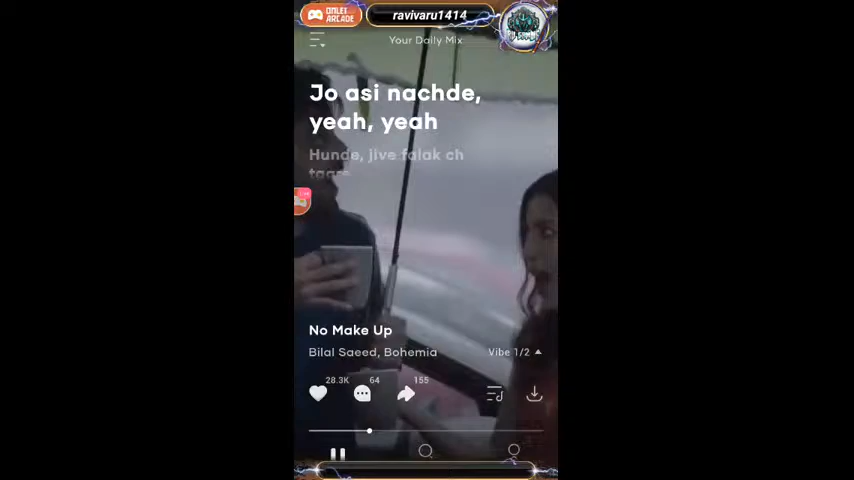 OMLET
ARCADE
ravivaru1414
Your Daily Mix
Jo asi nachde,
yeah, yeah
Hunde, jive falak ch
taare
No Make Up
Bilal Saeed, Bohemia
Vibe 1/2
28.3K
64
155